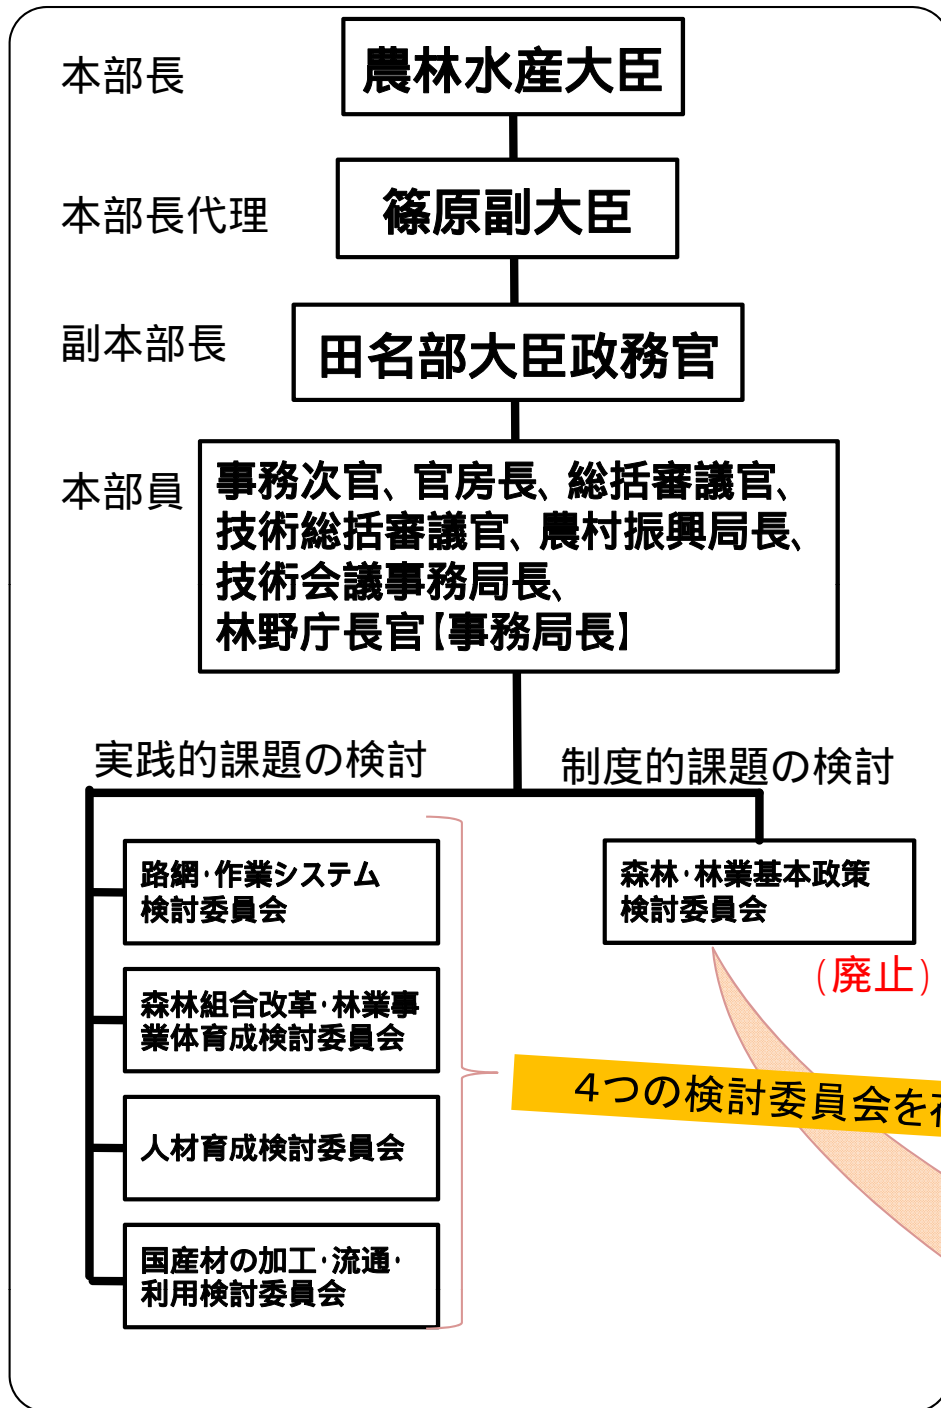 本部長
農林水産大臣
本部長代理
篠原副大臣
副本部長
田名部大臣政務官
本部員
事務次官、官房長、総括審議官、
技術総括審議官、農村振興局長、
技術会議事務局長、
林野庁長官【事務局長】
実践的課題の検討
制度的課題の検討
路網・作業システム
検討委員会
森林組合改革・林業事
業体育成検討委員会
人材育成検討委員会
国産材の加工・流通・
利用検討委員会
森林・林業基本政策
検討委員会
(廃止)
4つの検討委員会を